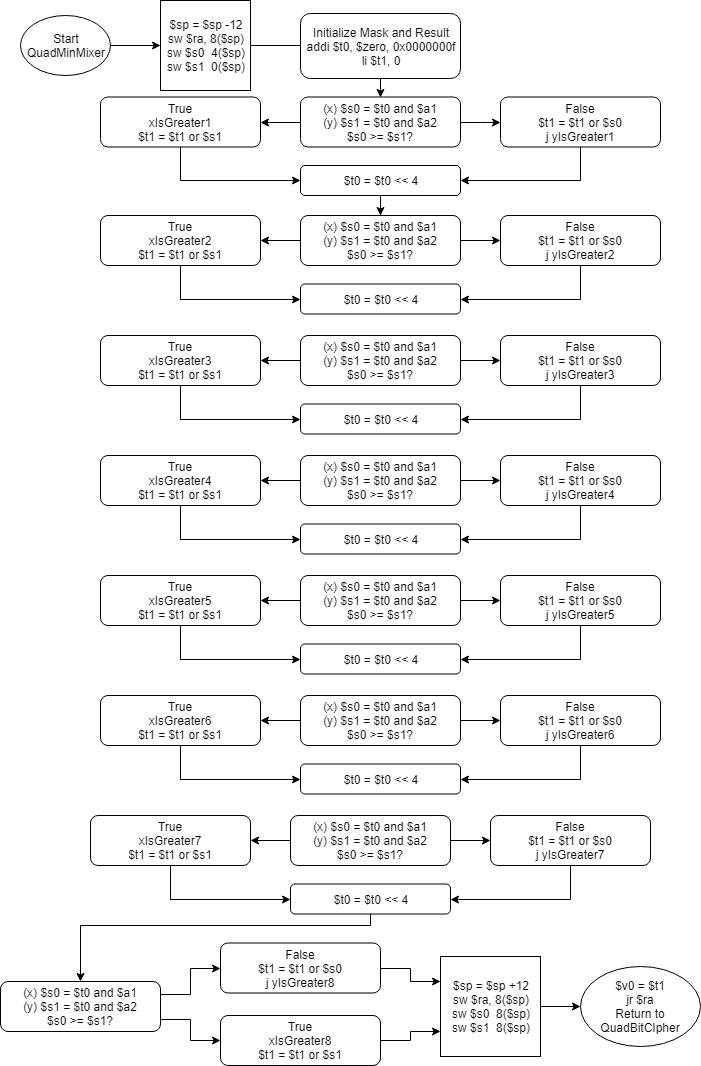 Start
QuadMinMixer
$sp = $sp -12
sw $ra, 8($sp)
sw $s0 4($sp)
sw $s1 0($sp)
Initialize Mask and Result
addi $t0, $zero, 0x0000000f
li $t1, 0
True
xIsGreater1
$t1 = $t1 or $s1
(x) $s0 = $t0 and $a1
(y) $s1 = $t0 and $a2
$s0 >= $s1?
False
$t1 = $t1 or $s0
j yIsGreater1
$t0 = $t0 << 4
True
xIsGreater2
$t1 = $t1 or $s1
(x) $s0 = $t0 and $a1
(y) $s1 = $t0 and $a2
$s0 >= $s1?
False
$t1 = $t1 or $s0
j yIsGreater2
$t0 = $t0 << 4
True
xIsGreater3
$t1 = $t1 or $s1
(x) $s0 = $t0 and $a1
(y) $s1 = $t0 and $a2
$s0 >= $s1?
False
$t1 = $t1 or $s0
j yIsGreater3
$t0 = $t0 << 4
True
xIsGreater4
$t1 = $t1 or $s1
(x) $s0 = $t0 and $a1
(y) $s1 = $t0 and $a2
$s0 >= $s1?
False
$t1 = $t1 or $s0
j yIsGreater4
$t0 = $t0 << 4
True
xIsGreater5
$t1 = $t1 or $s1
(x) $s0 = $t0 and $a1
(y) $s1 = $t0 and $a2
$s0 >= $s1?
False
$t1 = $t1 or $s0
j yIsGreater5
$t0 = $t0 << 4
True
xIsGreater6
$t1 = $t1 or $s1
(x) $s0 = $t0 and $a1
(y) $s1 = $t0 and $a2
$s0 >= $s1?
False
$t1 = $t1 or $s0
j yIsGreater6
$t0 = $t0 << 4
True
xIsGreater7
$t1 = $t1 or $s1
(x) $s0 = $t0 and $a1
(y) $s1 = $t0 and $a2
$s0 >= $s1?
False
$t1 = $t1 or $s0
j yIsGreater7
$t0 = $t0 << 4
(x) $s0 = $t0 and $a1
(y) $s1 = $t0 and $a2
$s0 >= $s1?
False
$t1 = $t1 or $s0
j yIsGreater8
True
xIsGreater8
$t1 = $t1 or $s1
$sp = $sp +12
sw $ra, 8($sp)
sw $s0 8($sp)
sw $s1 8($sp)
$v0 = $t1
jr $ra
Return to
QuadBitClpher